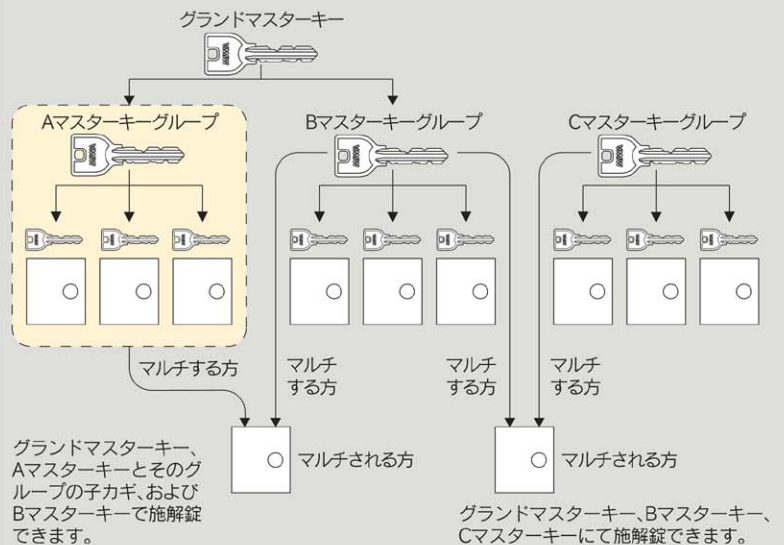 グランドマスターキー
Aマスターキーグループ
Bマスターキーグループ
Cマスターキーグループ
マルチする方
マルチ
する方
マルチ
する方
マルチ
する方
マルチされる方
マルチされる方
グランドマスターキー、
Aマスターキーとそのグ
ループの子カギ、および
Bマスターキーで施解錠
できます。
グランドマスターキー、Bマスターキー、
Cマスターキーにて施解錠できます。